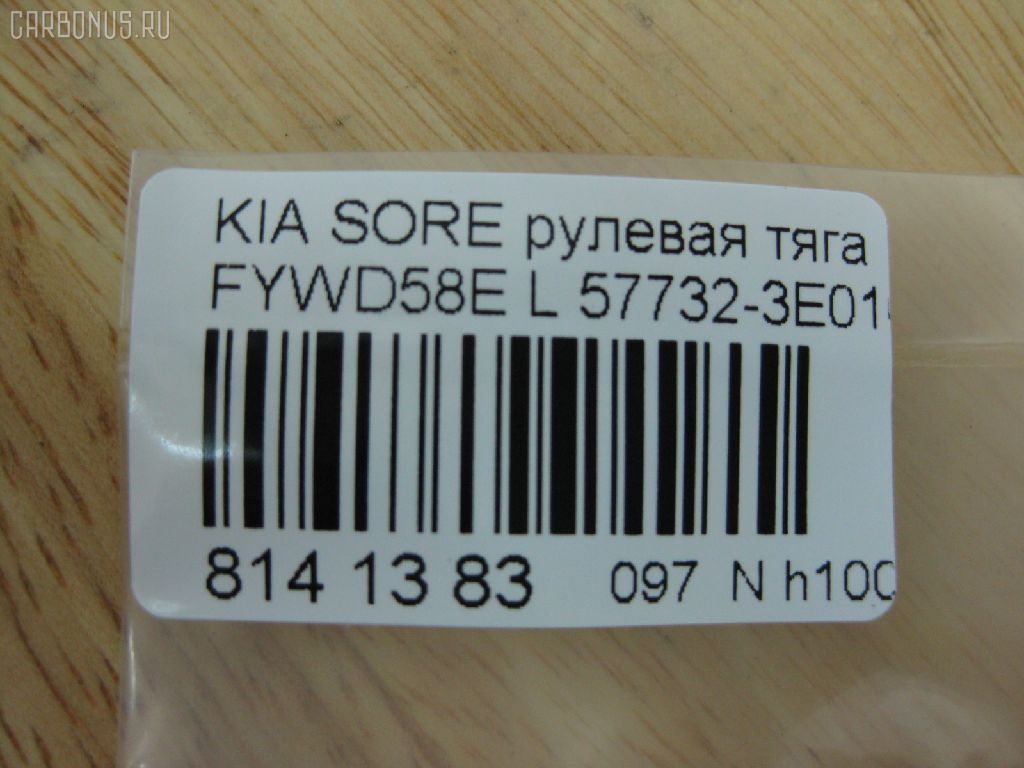 CARBONUS.RU
KIA SORE рулевая тяга
FYWD58E L 57732-3E01
814 13 83 097 N h10